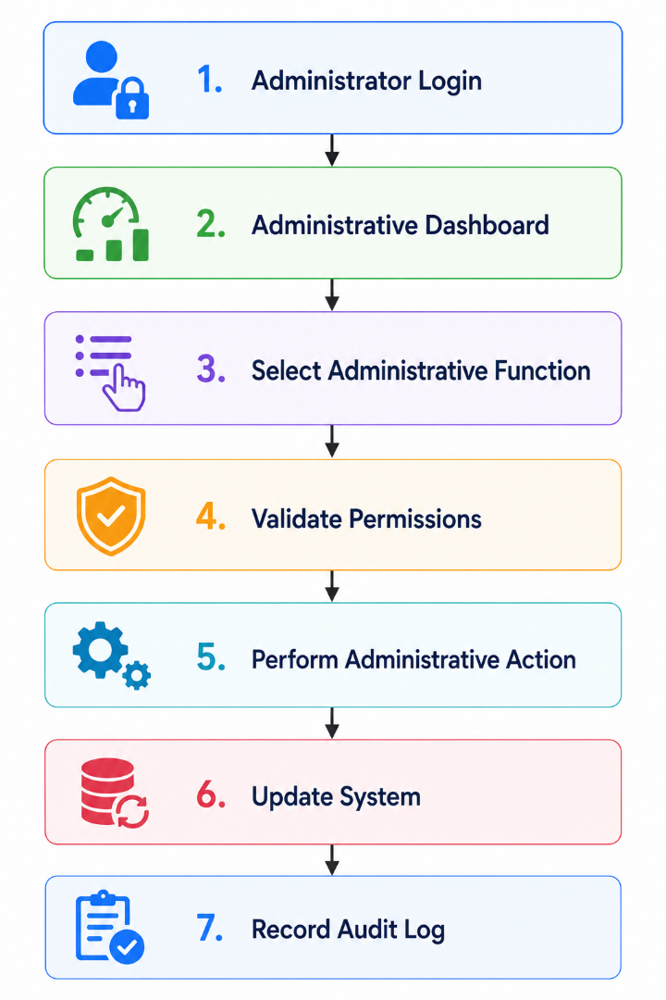 1. Administrator Login
2. Administrative Dashboard
3. Select Administrative Function
4. Validate Permissions
5. Perform Administrative Action
6. Update System
7. Record Audit Log